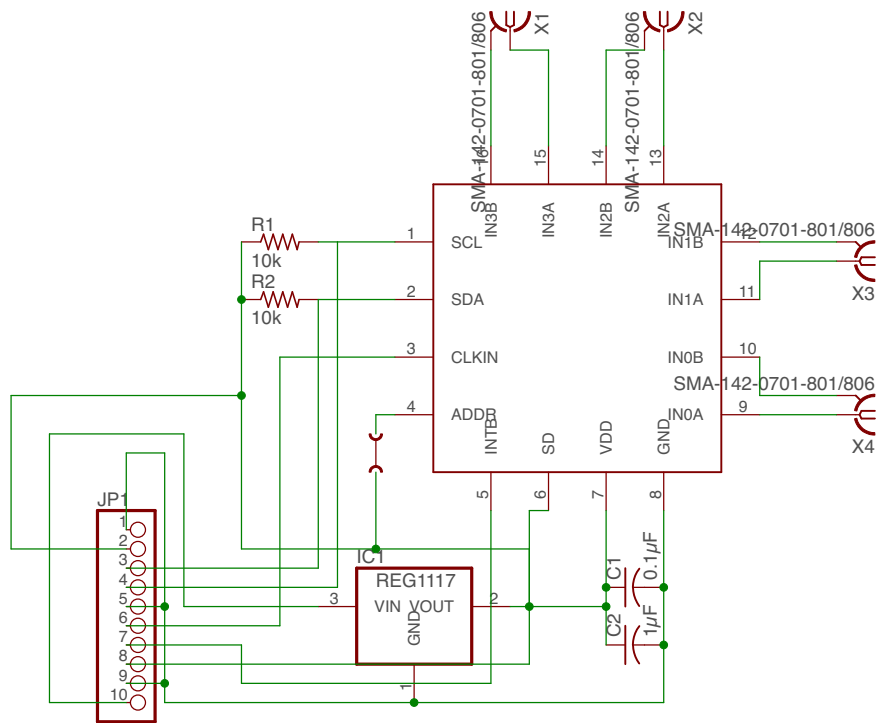 X1
X2
SMA-142-0701-801/806
SMA-142-0701-801/806
16
15
14
13
IN3B
IN3A
IN2B
IN2A
SMA-142-0701-801/806
R1
10k
1
SCL
IN1B
12
R2
10k
2
SDA
IN1A
11
X3
3
CLKIN
IN0B
10
SMA-142-0701-801/806
4
ADDR
IN0A
9
X4
INTB
SD
VDD
GND
5
6
7
8
JP1
1
2
3
4
5
6
7
8
9
10
IC1
REG1117
3
VIN
VOUT
2
GND
1
C1
0.1µF
C2
1µF